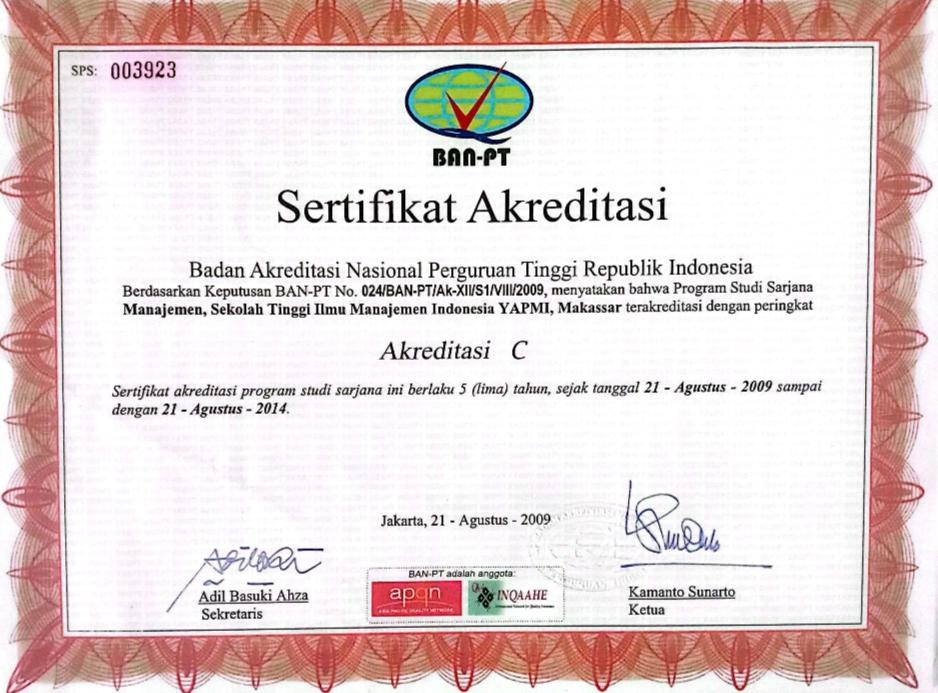 SPS: 003923
BAN-PT
Sertifikat Akreditasi
Badan Akreditasi Nasional Perguruan Tinggi Republik Indonesia
Berdasarkan Keputusan BAN-PT No. 024/BAN-PT/Ak-XII/S1/VIII/2009, menyatakan bahwa Program Studi Sarjana
Manajemen, Sekolah Tinggi Ilmu Manajemen Indonesia YAPMI, Makassar terakreditasi dengan peringkat
Akreditasi C
Sertifikat akreditasi program studi sarjana ini berlaku 5 (lima) tahun, sejak tanggal 21 - Agustus - 2009 sampai
dengan 21 - Agustus - 2014.
Jakarta, 21 - Agustus - 2009
Adil Basuki Ahza
Sekretaris
BAN-PT adalah anggota:
apqn
ASIA PACIFIC QUALITY NETWORK
INQAAHE
Kamanto Sunarto
Ketua